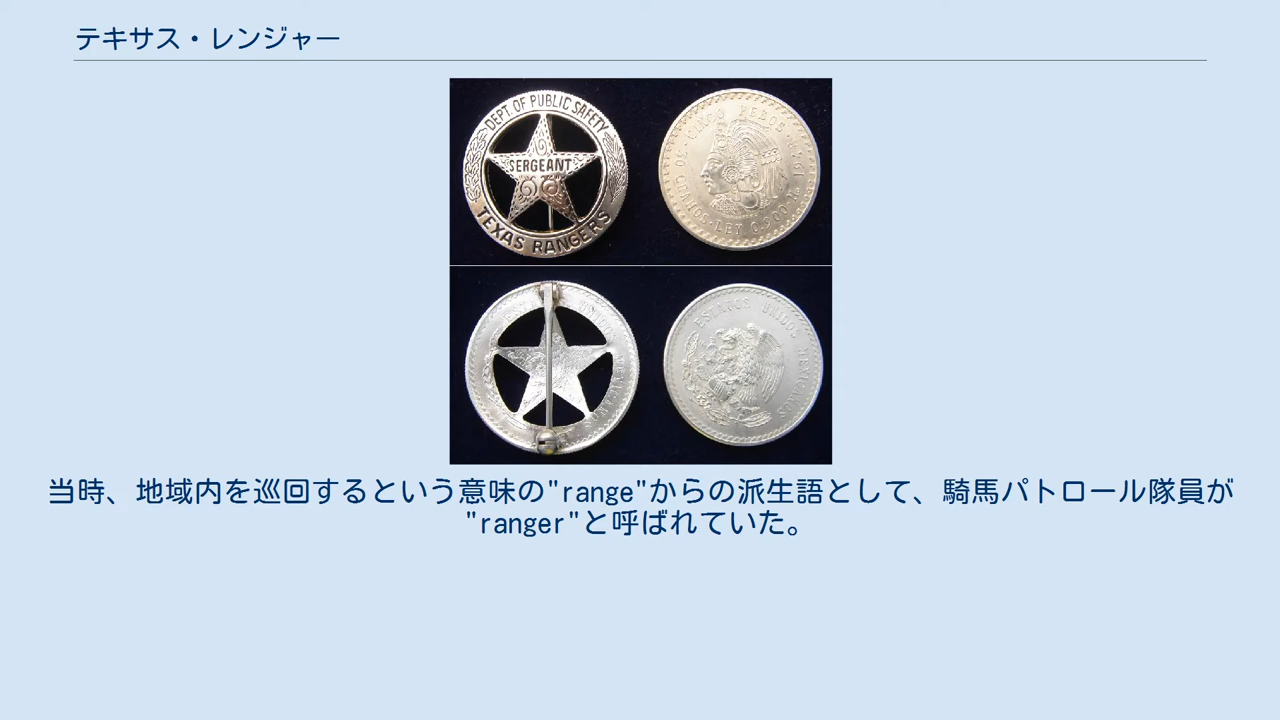 テキサス・レンジャー
DEPT. OF PUBLIC SAFETY
SERGEANT
TEXAS RANGERS
CINCO PESOS
LEY 0.900
ESTADOS UNIDOS MEXICANOS
当時、地域内を巡回するという意味の"range"からの派生語として、騎馬パトロール隊員が
"ranger"と呼ばれていた。